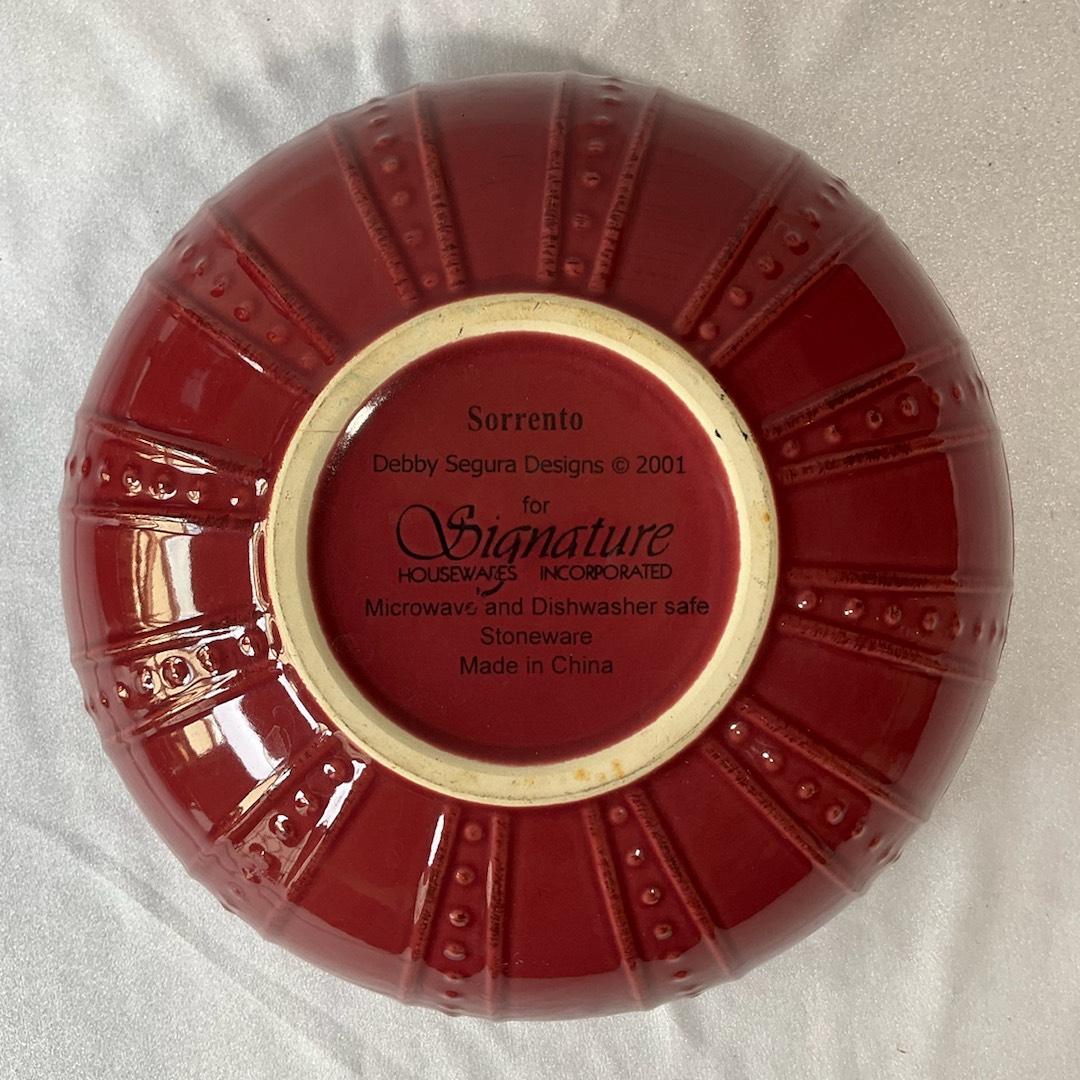 Sorrento
Debby Segura Designs © 2001
for
Signature
HOUSEWARES INCORPORATED
Microwave and Dishwasher safe
Stoneware
Made in China